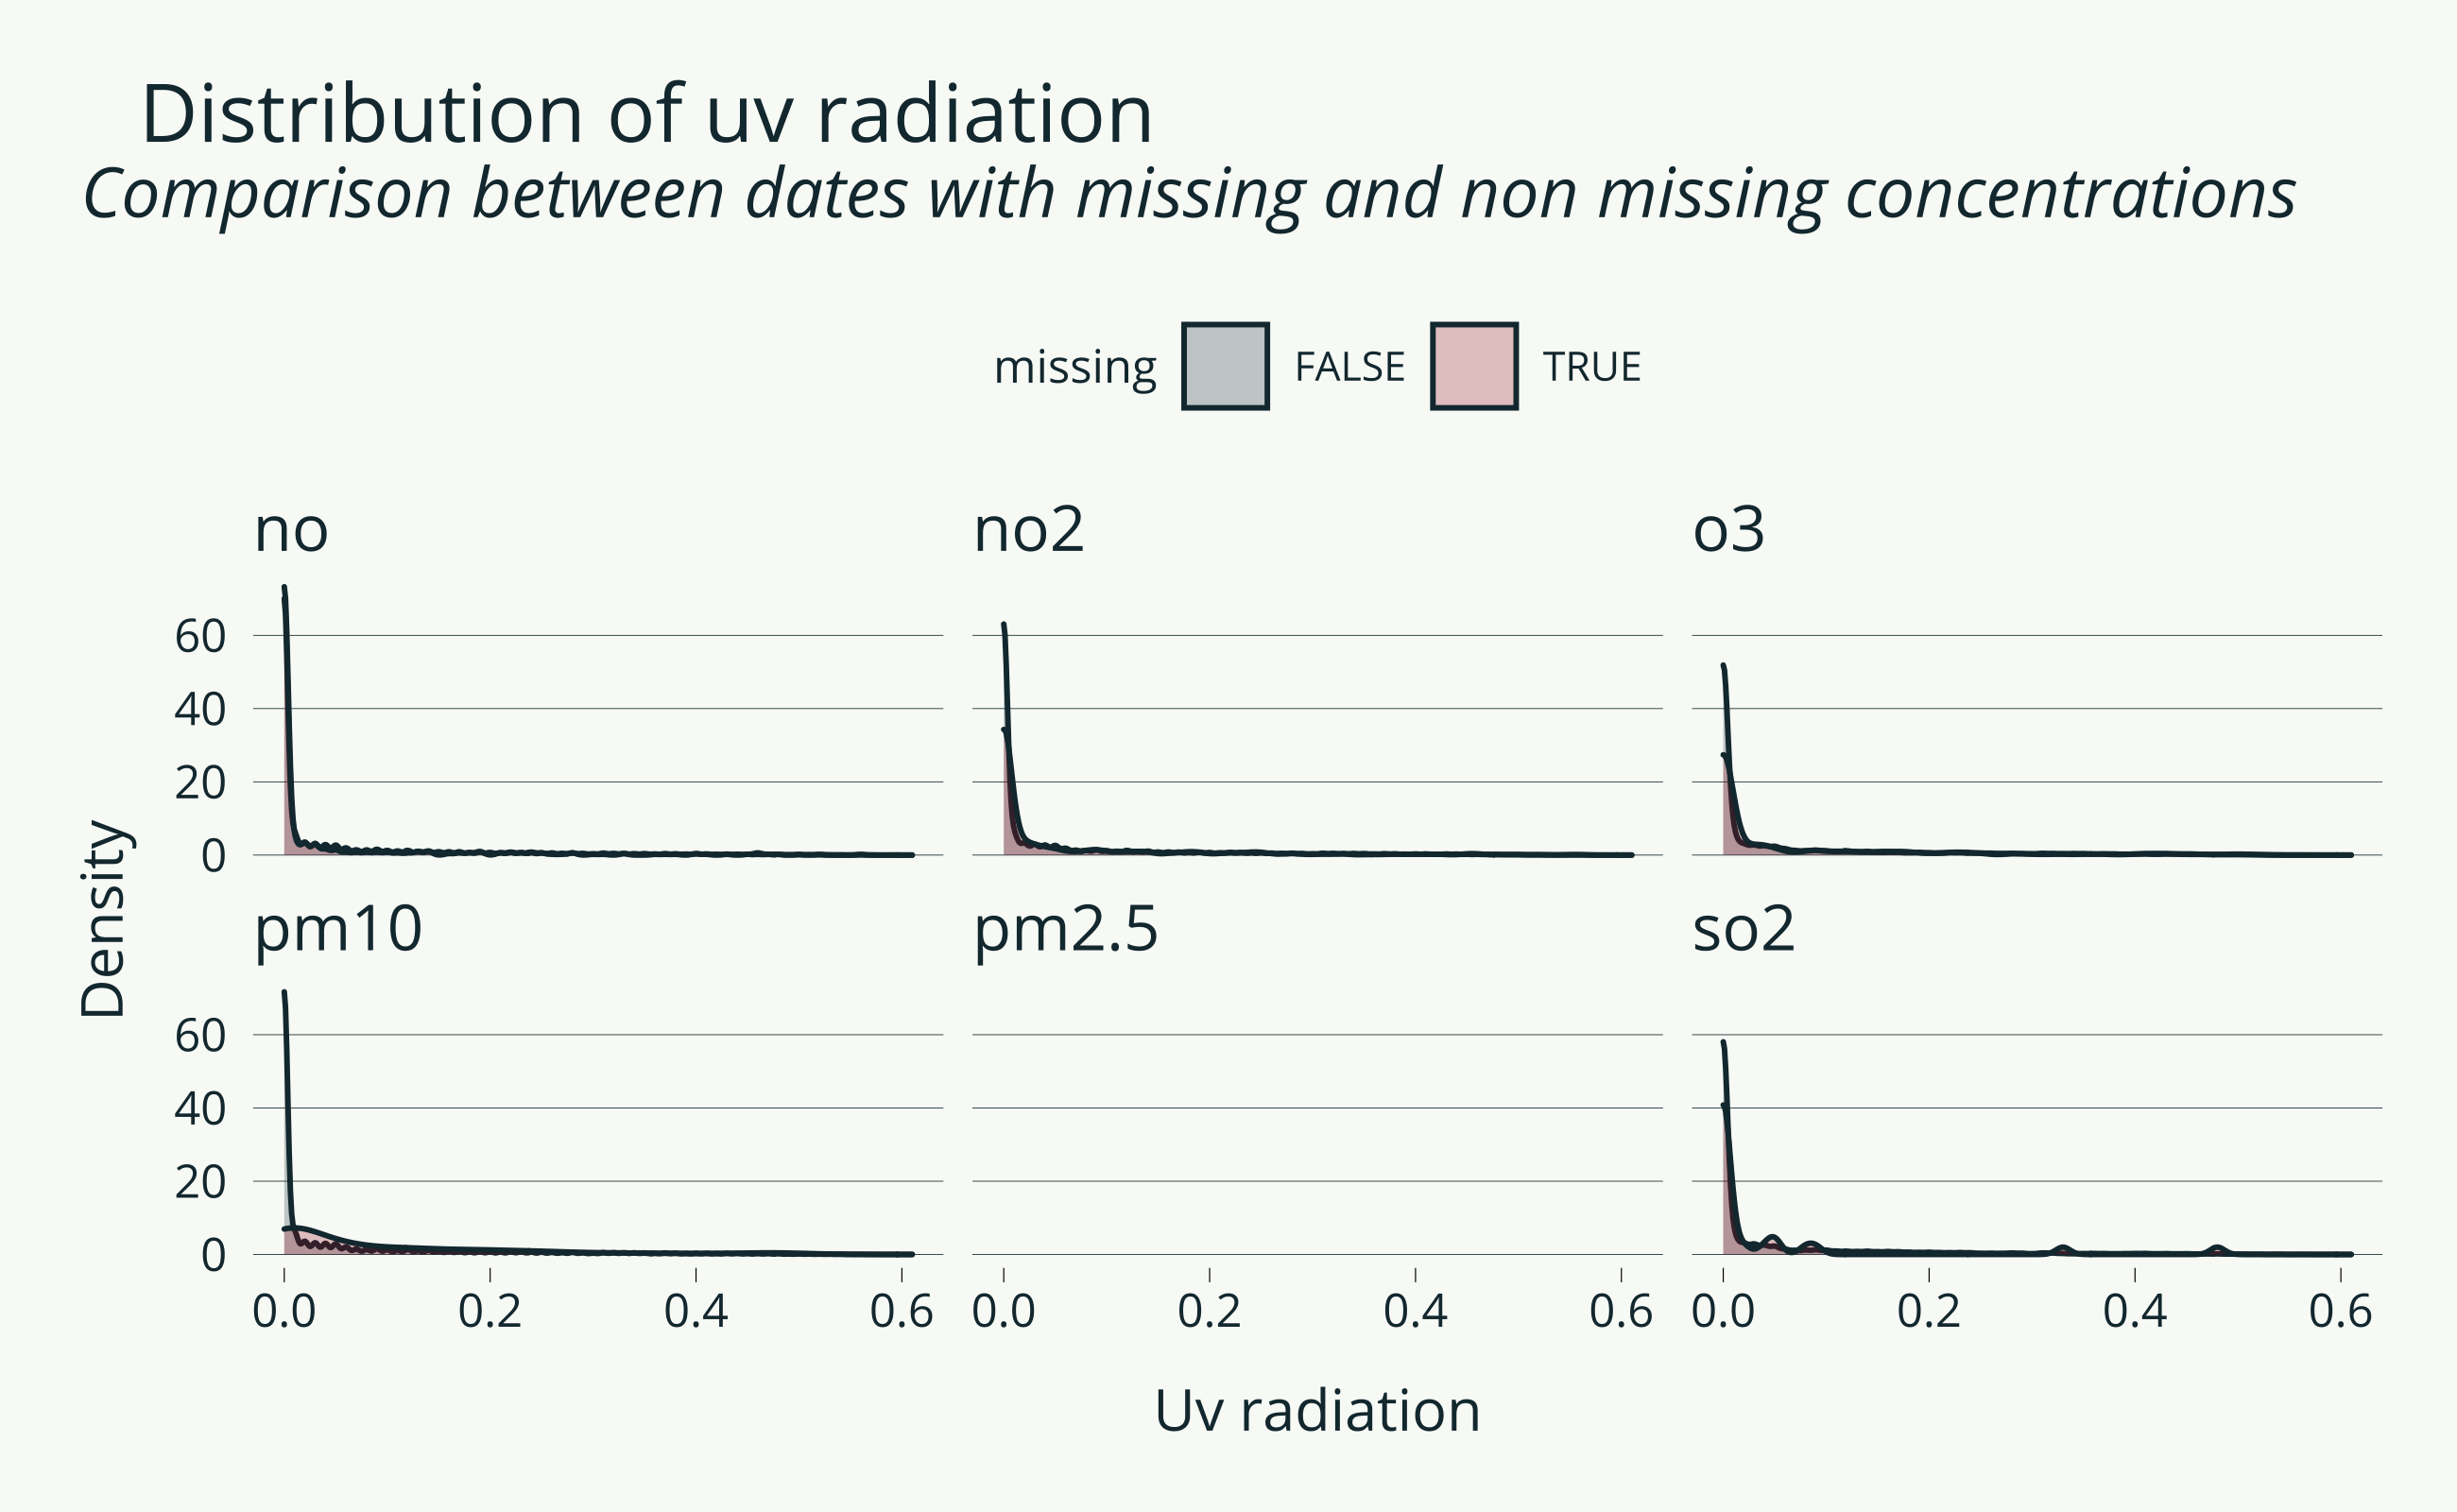 Distribution of uv radiation
Comparison between dates with missing and non missing concentrations
missing FALSE TRUE
no no2 o3
60
40
20
0
pm10 pm2.5 so2
60
40
20
0
0.0 0.2 0.4 0.6 0.0 0.2 0.4 0.6 0.0 0.2 0.4 0.6
Density
Uv radiation